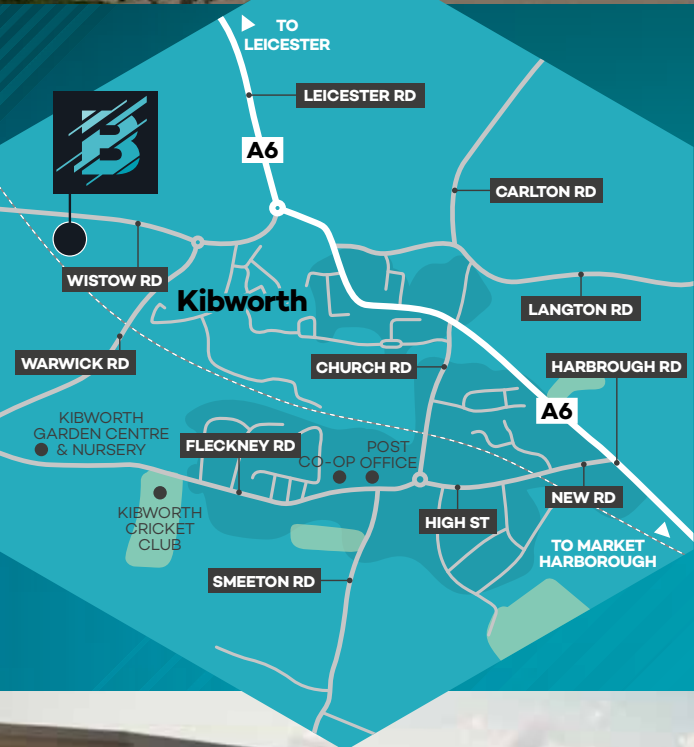 TO
LEICESTER
LEICESTER RD
A6
B
CARLTON RD
WISTOW RD
Kibworth
LANGTON RD
WARWICK RD
CHURCH RD
HARBROUGH RD
A6
KIBWORTH
GARDEN CENTRE
& NURSERY
FLECKNEY RD
CO-OP
POST
OFFICE
NEW RD
KIBWORTH
CRICKET
CLUB
HIGH ST
TO MARKET
HARBOROUGH
SMEETON RD